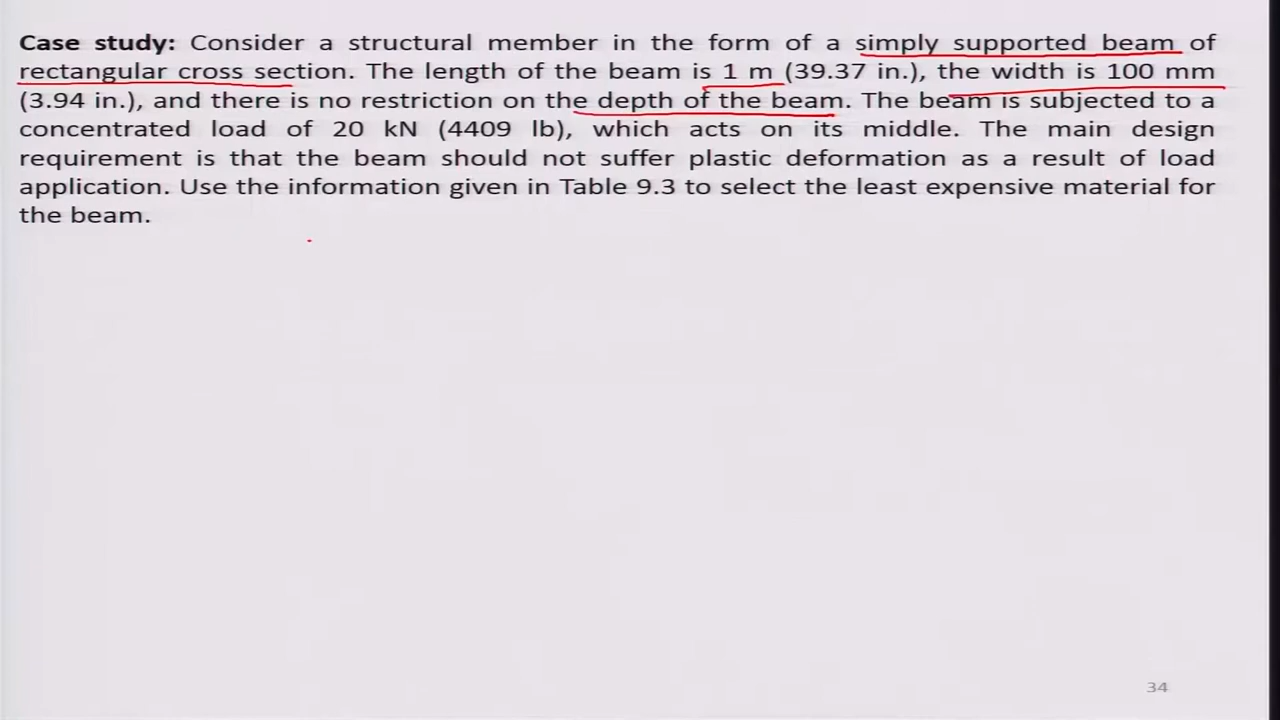 Case study: Consider a structural member in the form of a simply supported beam of
rectangular cross section. The length of the beam is 1 m (39.37 in.), the width is 100 mm
(3.94 in.), and there is no restriction on the depth of the beam. The beam is subjected to a
concentrated load of 20 kN (4409 lb), which acts on its middle. The main design
requirement is that the beam should not suffer plastic deformation as a result of load
application. Use the information given in Table 9.3 to select the least expensive material for
the beam.
34